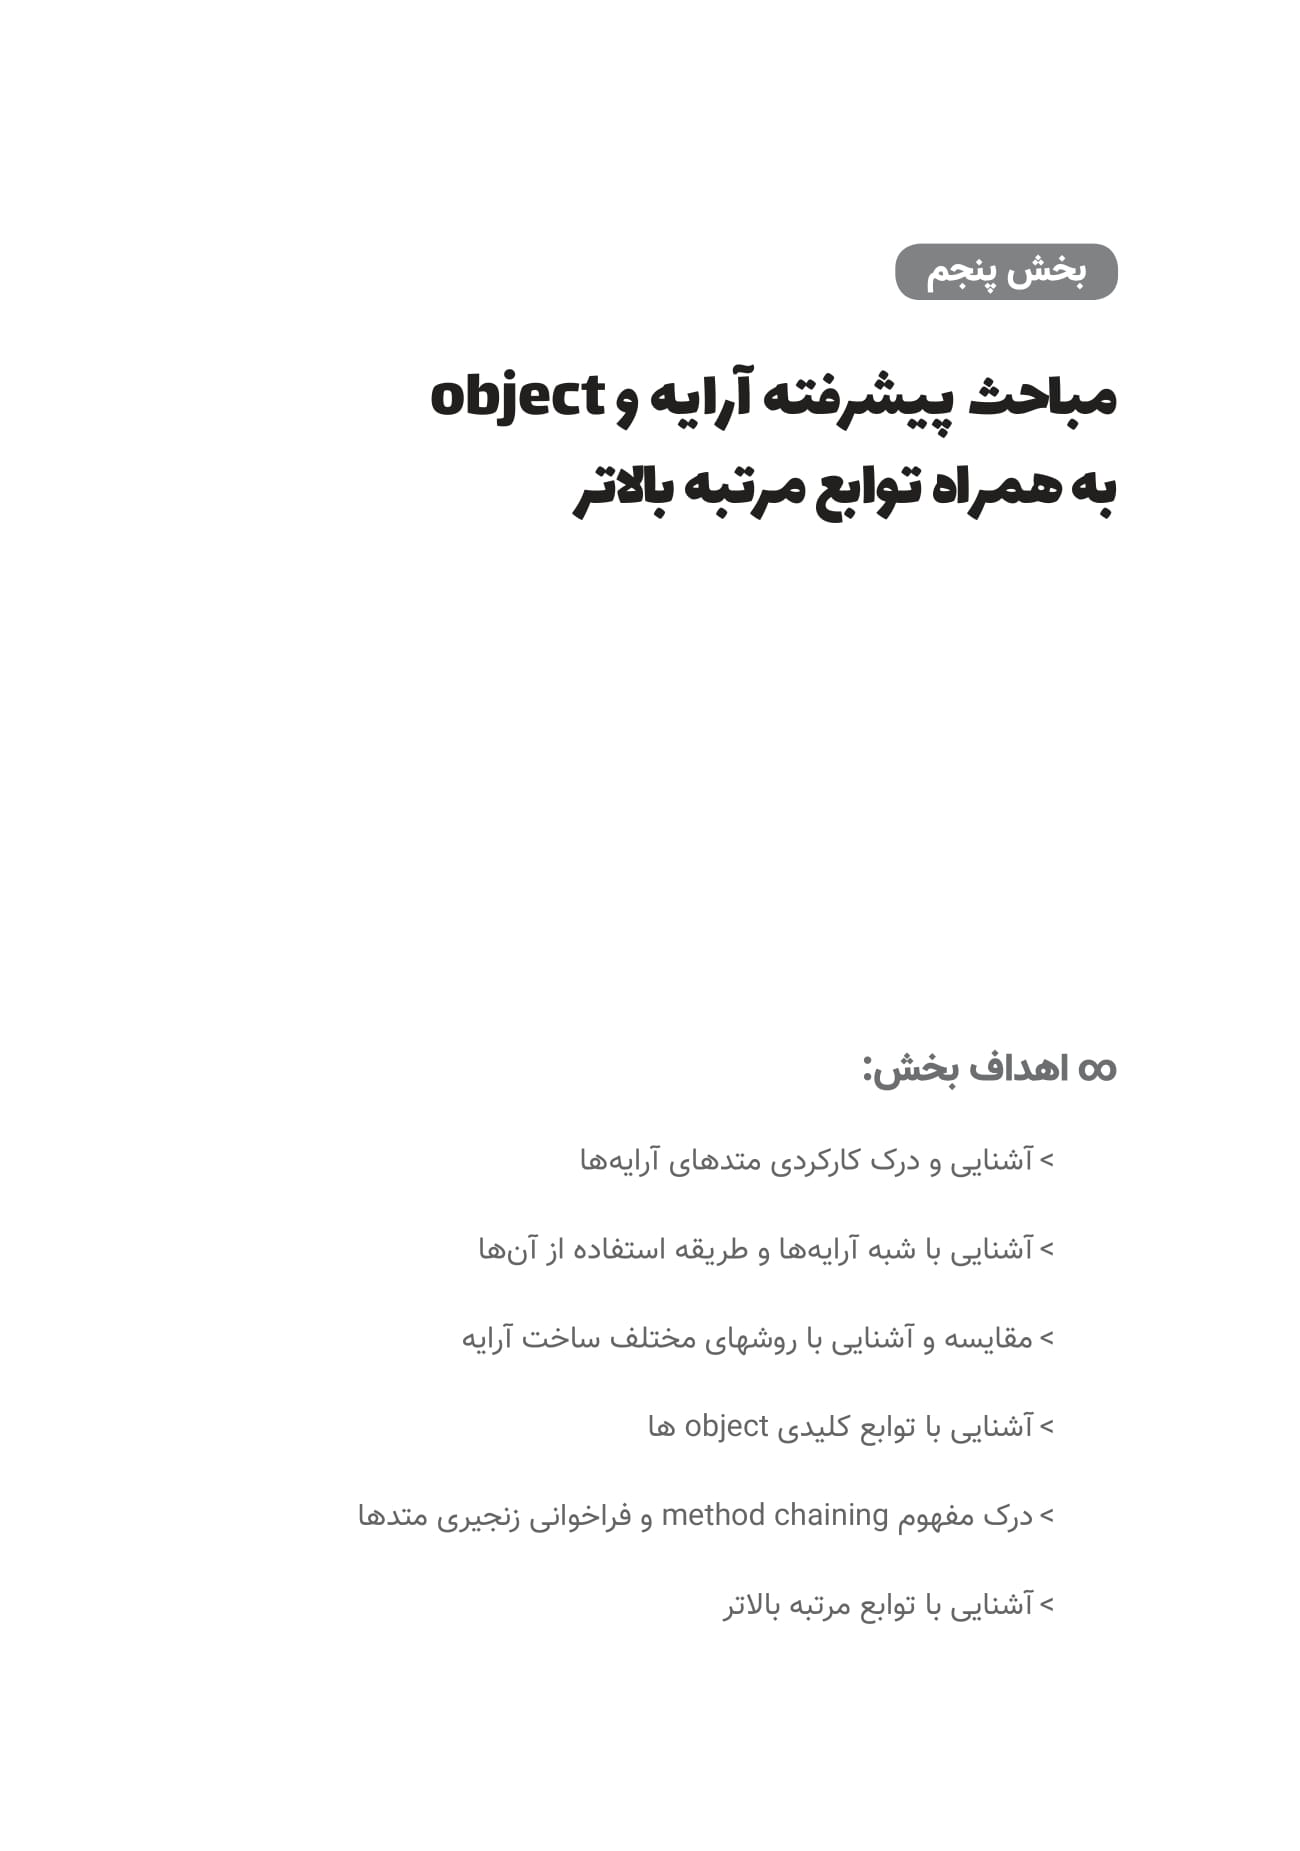 بخش پنجم
مباحث پیشرفته آرایه و object
به همراه توابع مرتبه بالاتر
∞ اهداف بخش:
> آشنایی و درک کارکردی متدهای آرایه‌ها
> آشنایی با شبه آرایه‌ها و طریقه استفاده از آن‌ها
> مقایسه و آشنایی با روشهای مختلف ساخت آرایه
> آشنایی با توابع کلیدی object ها
> درک مفهوم method chaining و فراخوانی زنجیری متدها
> آشنایی با توابع مرتبه بالاتر